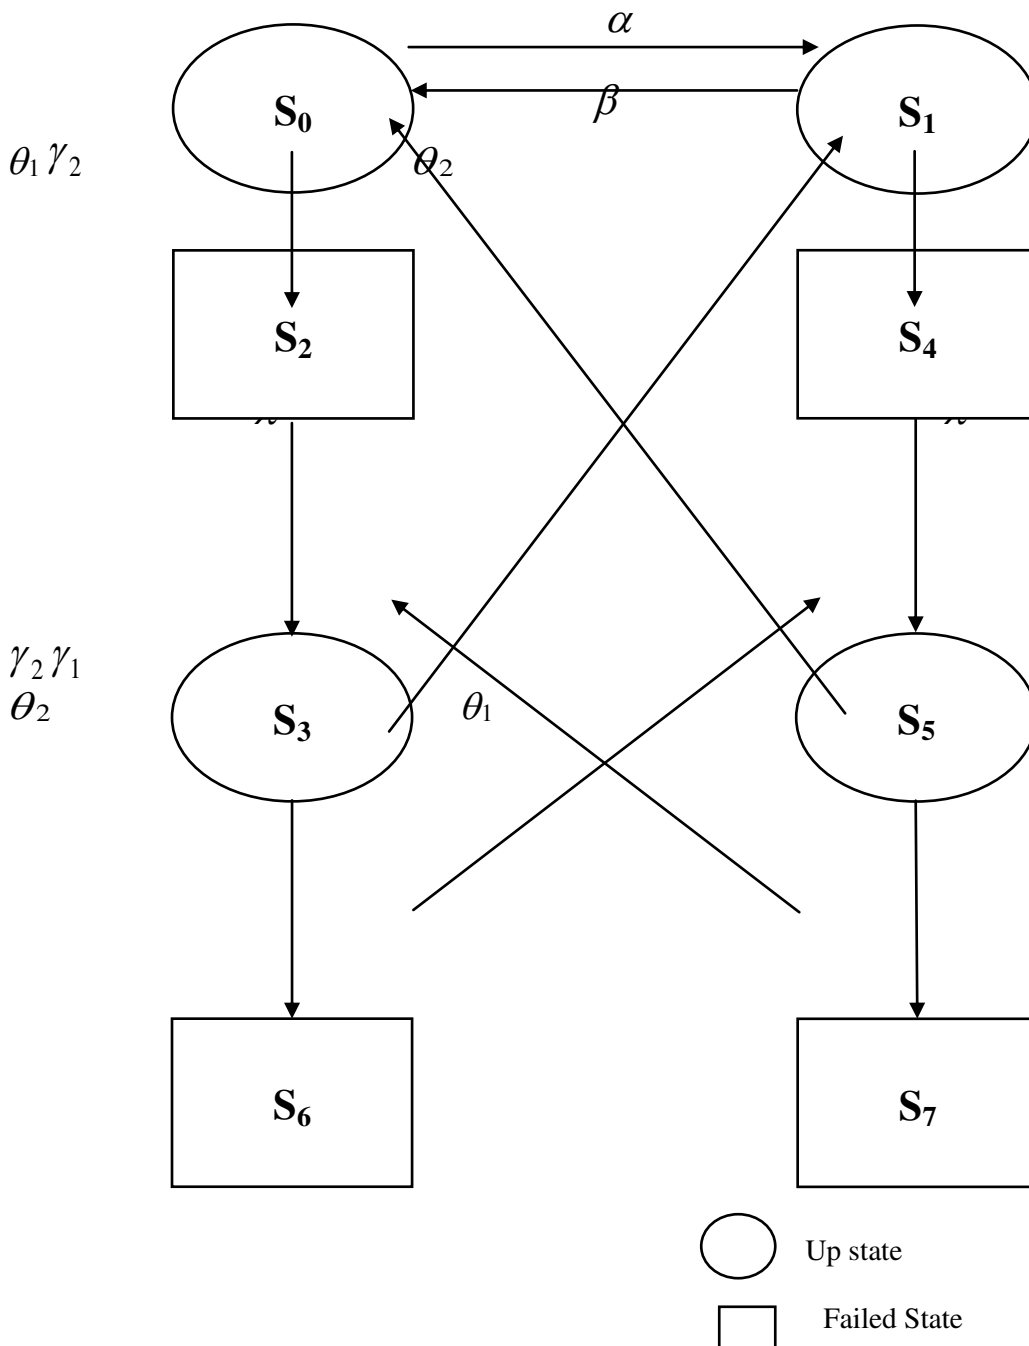 α
β
S₀
S₁
θ₁ γ₂
θ₂
S₂
S₄
γ₂ γ₁
θ₂
θ₁
S₃
S₅
S₆
S₇
Up state
Failed State